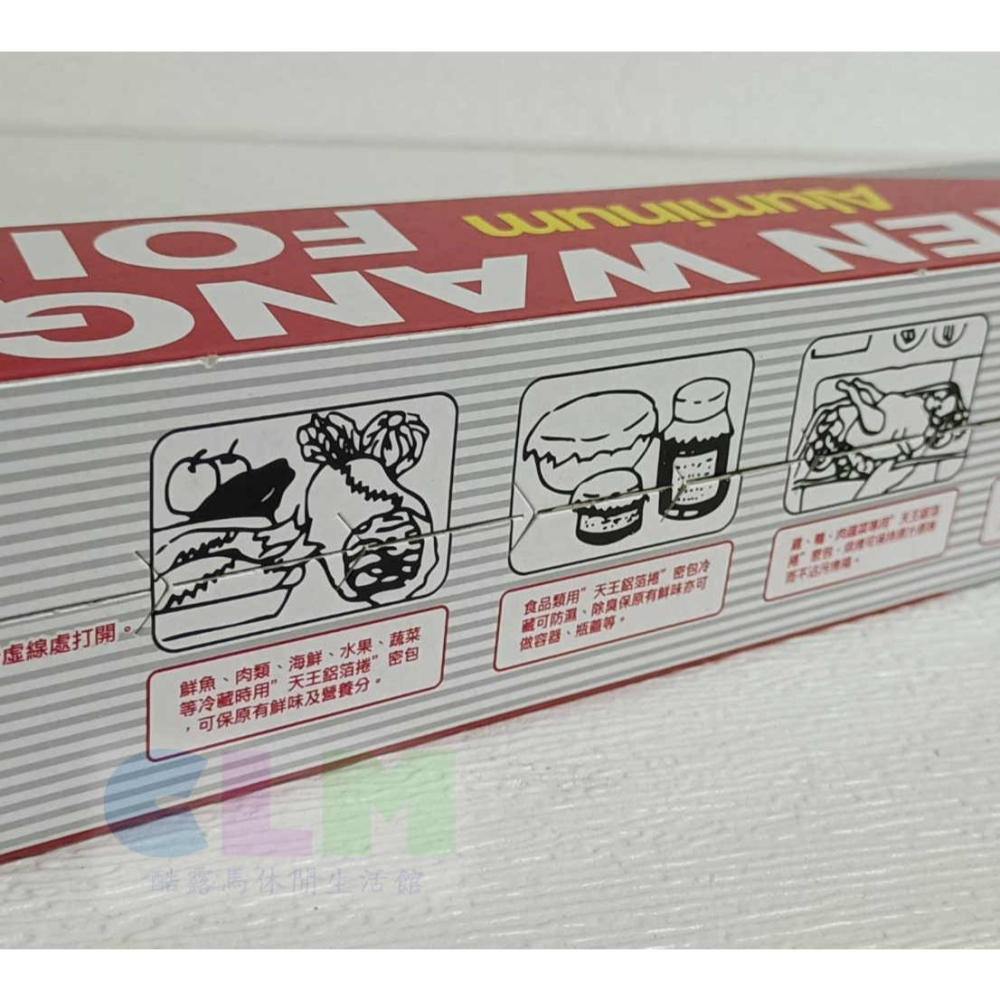 Aluminum
EN WANG
FOI
虛線處打開。
鮮魚、肉類、海鮮、水果、蔬菜
等冷藏時用”天王鋁箔捲”密包
，可保原有鮮味及營養分。
食品類用”天王鋁箔捲”密包冷
藏可防濕、除臭保原有鮮味亦可
做容器、瓶蓋等。
CLM
酷露馬休閒生活館